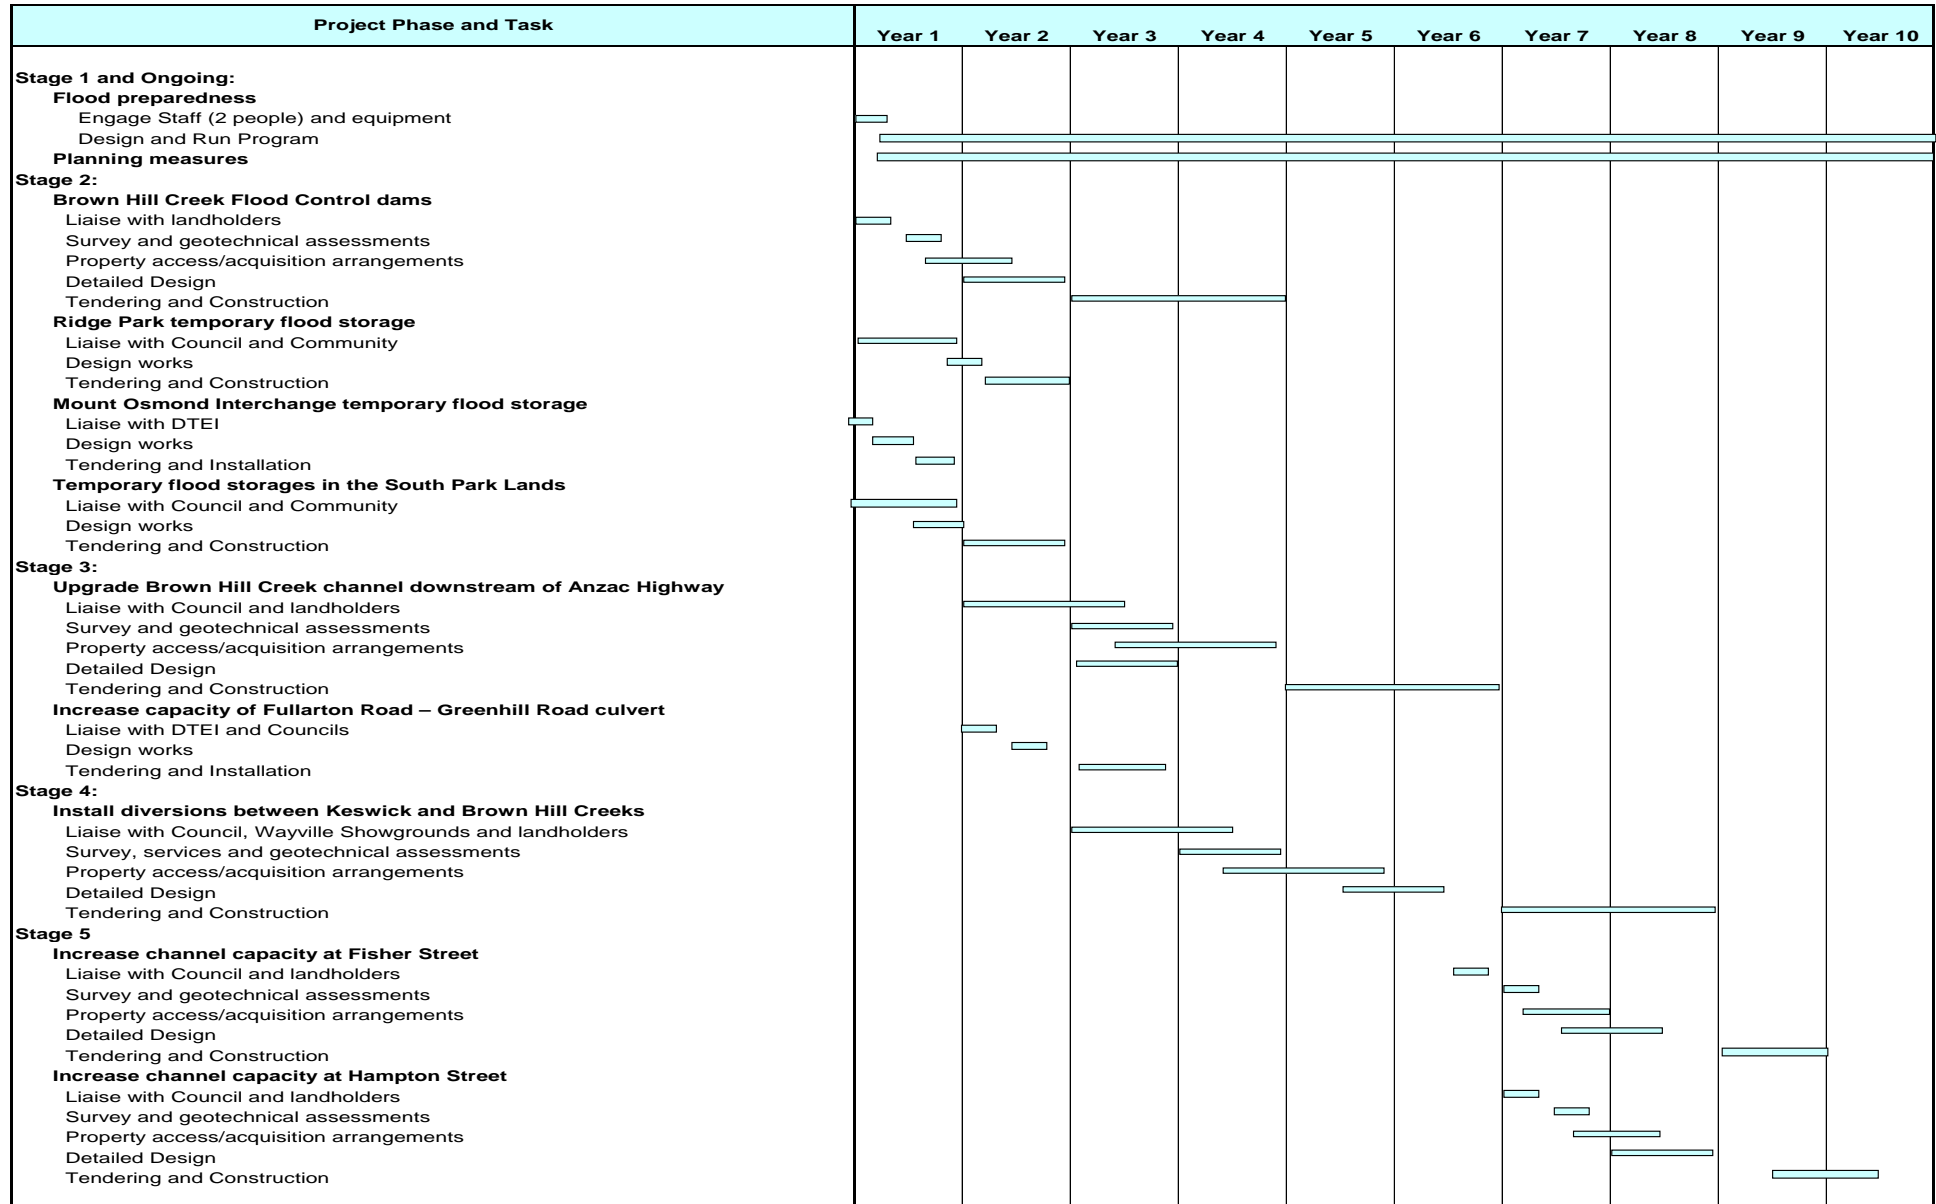 Project Phase and Task
Year 1 Year 2 Year 3 Year 4 Year 5 Year 6 Year 7 Year 8 Year 9 Year 10
Stage 1 and Ongoing:
Flood preparedness
Engage Staff (2 people) and equipment
Design and Run Program
Planning measures
Stage 2:
Brown Hill Creek Flood Control dams
Liaise with landholders
Survey and geotechnical assessments
Property access/acquisition arrangements
Detailed Design
Tendering and Construction
Ridge Park temporary flood storage
Liaise with Council and Community
Design works
Tendering and Construction
Mount Osmond Interchange temporary flood storage
Liaise with DTEI
Design works
Tendering and Installation
Temporary flood storages in the South Park Lands
Liaise with Council and Community
Design works
Tendering and Construction
Stage 3:
Upgrade Brown Hill Creek channel downstream of Anzac Highway
Liaise with Council and landholders
Survey and geotechnical assessments
Property access/acquisition arrangements
Detailed Design
Tendering and Construction
Increase capacity of Fullarton Road – Greenhill Road culvert
Liaise with DTEI and Councils
Design works
Tendering and Installation
Stage 4:
Install diversions between Keswick and Brown Hill Creeks
Liaise with Council, Wayville Showgrounds and landholders
Survey, services and geotechnical assessments
Property access/acquisition arrangements
Detailed Design
Tendering and Construction
Stage 5
Increase channel capacity at Fisher Street
Liaise with Council and landholders
Survey and geotechnical assessments
Property access/acquisition arrangements
Detailed Design
Tendering and Construction
Increase channel capacity at Hampton Street
Liaise with Council and landholders
Survey and geotechnical assessments
Property access/acquisition arrangements
Detailed Design
Tendering and Construction